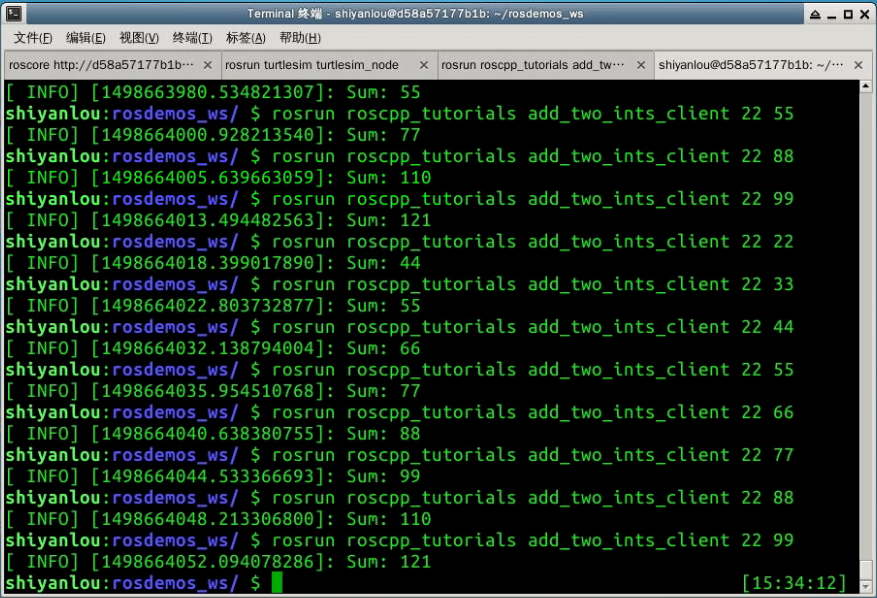 Terminal 终端 - shiyanlou@d58a57177b1b: ~/rosdemos_ws
文件(F) 编辑(E) 视图(V) 终端(T) 标签(A) 帮助(H)
roscore http://d58a57177b1b··· × rosrun turtlesim turtlesim_node × rosrun roscpp_tutorials add_tw··· × shiyanlou@d58a57177b1b: ~/··· ×
[ INFO] [1498663980.534821307]: Sum: 55
shiyanlou:rosdemos_ws/ $ rosrun roscpp_tutorials add_two_ints_client 22 55
[ INFO] [1498664000.928213540]: Sum: 77
shiyanlou:rosdemos_ws/ $ rosrun roscpp_tutorials add_two_ints_client 22 88
[ INFO] [1498664005.639663059]: Sum: 110
shiyanlou:rosdemos_ws/ $ rosrun roscpp_tutorials add_two_ints_client 22 99
[ INFO] [1498664013.494482563]: Sum: 121
shiyanlou:rosdemos_ws/ $ rosrun roscpp_tutorials add_two_ints_client 22 22
[ INFO] [1498664018.399017890]: Sum: 44
shiyanlou:rosdemos_ws/ $ rosrun roscpp_tutorials add_two_ints_client 22 33
[ INFO] [1498664022.803732877]: Sum: 55
shiyanlou:rosdemos_ws/ $ rosrun roscpp_tutorials add_two_ints_client 22 44
[ INFO] [1498664032.138794004]: Sum: 66
shiyanlou:rosdemos_ws/ $ rosrun roscpp_tutorials add_two_ints_client 22 55
[ INFO] [1498664035.954510768]: Sum: 77
shiyanlou:rosdemos_ws/ $ rosrun roscpp_tutorials add_two_ints_client 22 66
[ INFO] [1498664040.638380755]: Sum: 88
shiyanlou:rosdemos_ws/ $ rosrun roscpp_tutorials add_two_ints_client 22 77
[ INFO] [1498664044.533366693]: Sum: 99
shiyanlou:rosdemos_ws/ $ rosrun roscpp_tutorials add_two_ints_client 22 88
[ INFO] [1498664048.213306800]: Sum: 110
shiyanlou:rosdemos_ws/ $ rosrun roscpp_tutorials add_two_ints_client 22 99
[ INFO] [1498664052.094078286]: Sum: 121
shiyanlou:rosdemos_ws/ $ [15:34:12]